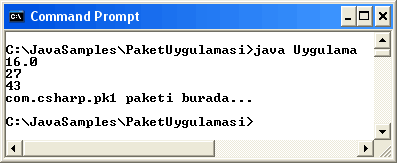 Command Prompt
C:\JavaSamples\PaketUygulamasi>java Uygulama
16.0
27
43
com.csharp.pk1 paketi burada...
C:\JavaSamples\PaketUygulamasi>